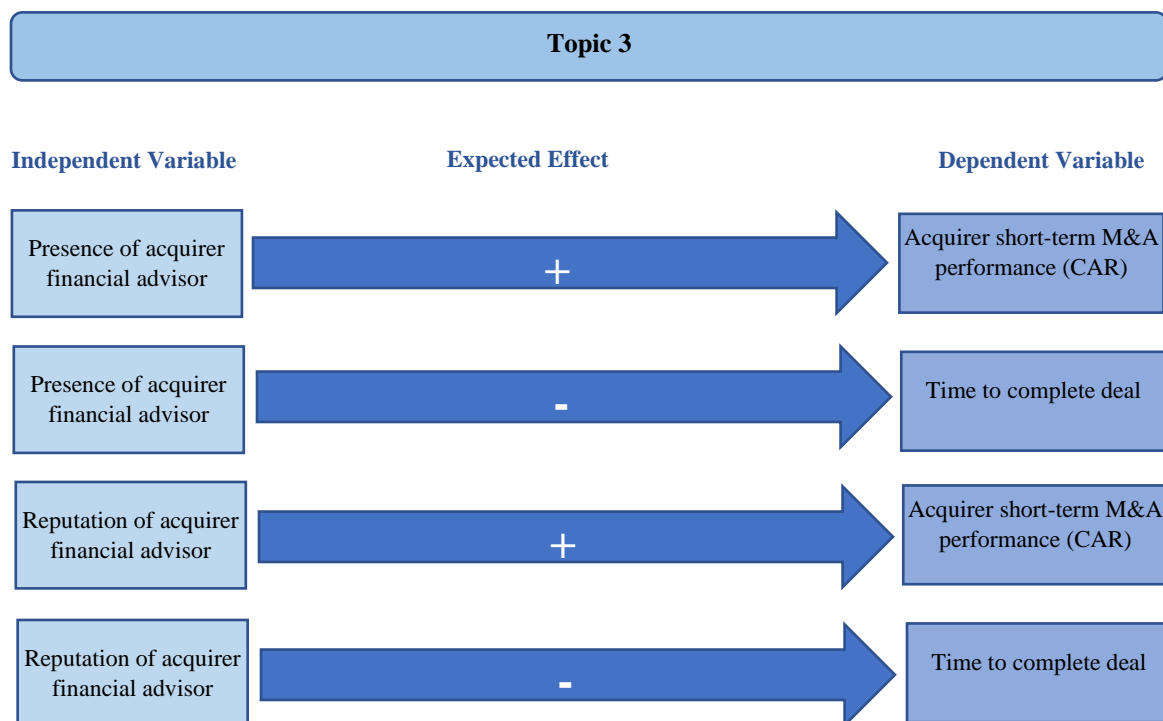 Topic 3
Independent Variable
Expected Effect
Dependent Variable
Presence of acquirer
financial advisor
+
Acquirer short-term M&A
performance (CAR)
Presence of acquirer
financial advisor
-
Time to complete deal
Reputation of acquirer
financial advisor
+
Acquirer short-term M&A
performance (CAR)
Reputation of acquirer
financial advisor
-
Time to complete deal